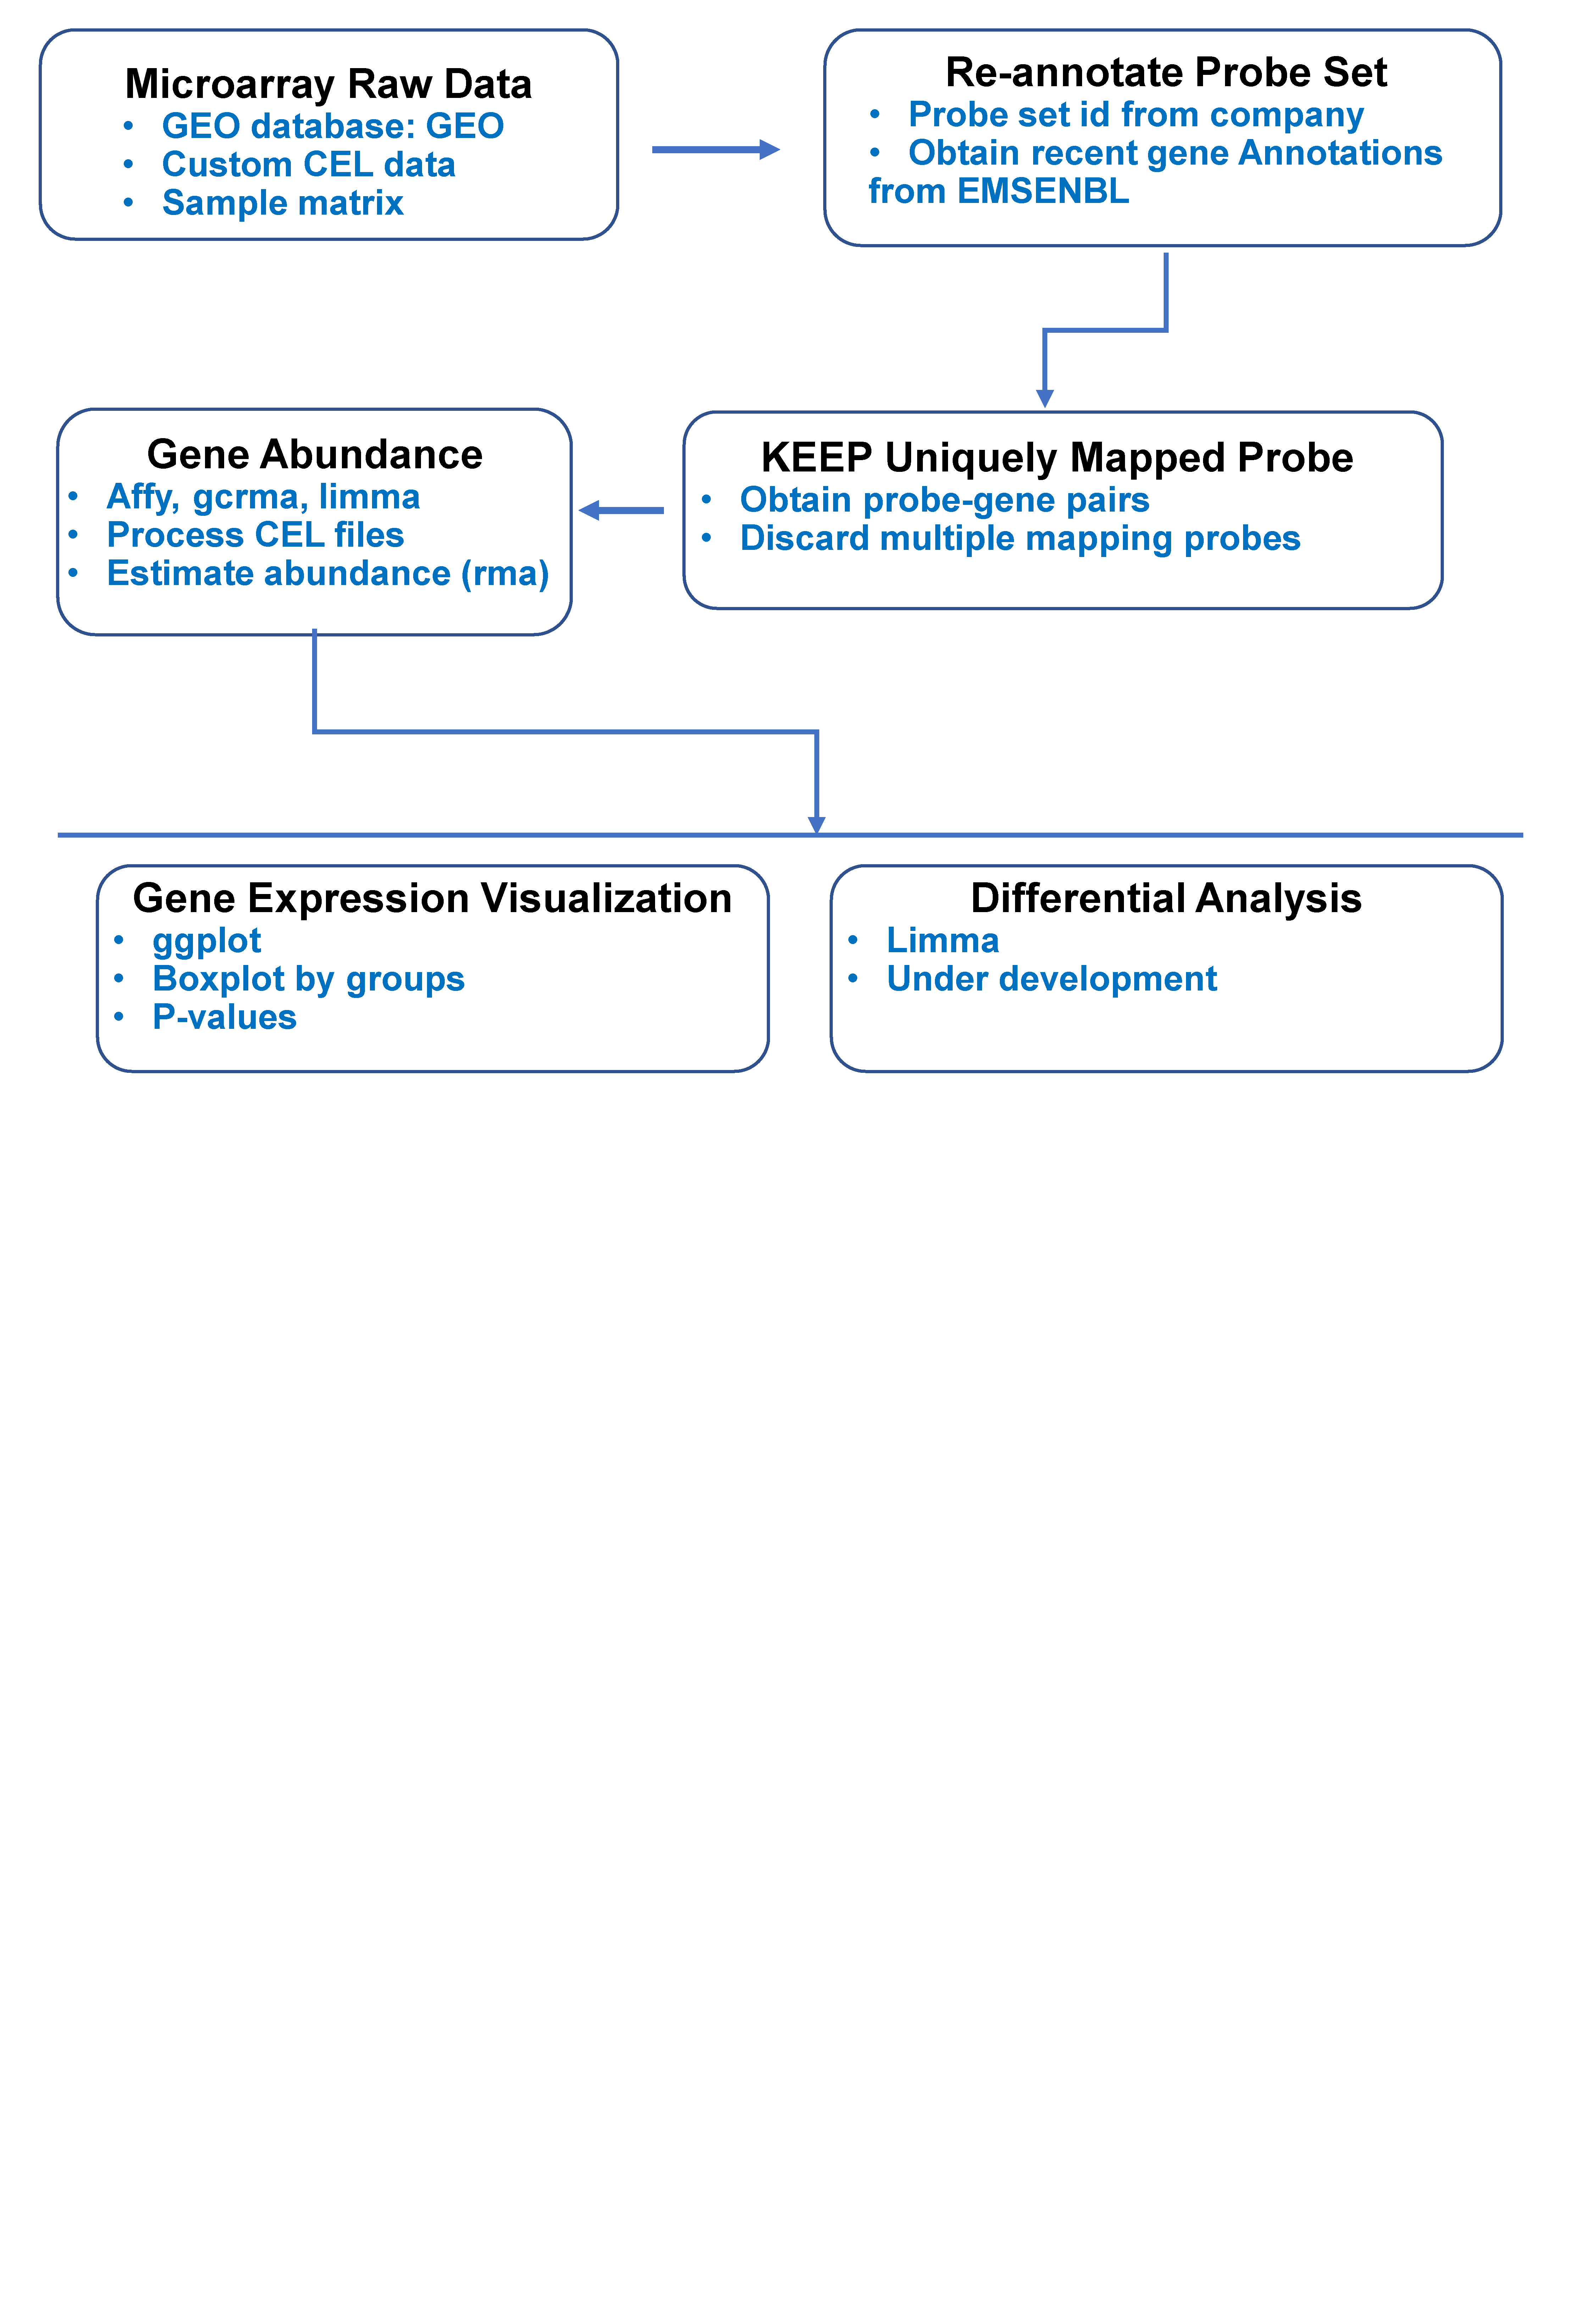 Microarray Raw Data
• GEO database: GEO
• Custom CEL data
• Sample matrix
Re-annotate Probe Set
• Probe set id from company
• Obtain recent gene Annotations
from EMSENBL
KEEP Uniquely Mapped Probe
• Obtain probe-gene pairs
• Discard multiple mapping probes
Gene Abundance
• Affy, gcrma, limma
• Process CEL files
• Estimate abundance (rma)
Gene Expression Visualization
• ggplot
• Boxplot by groups
• P-values
Differential Analysis
• Limma
• Under development